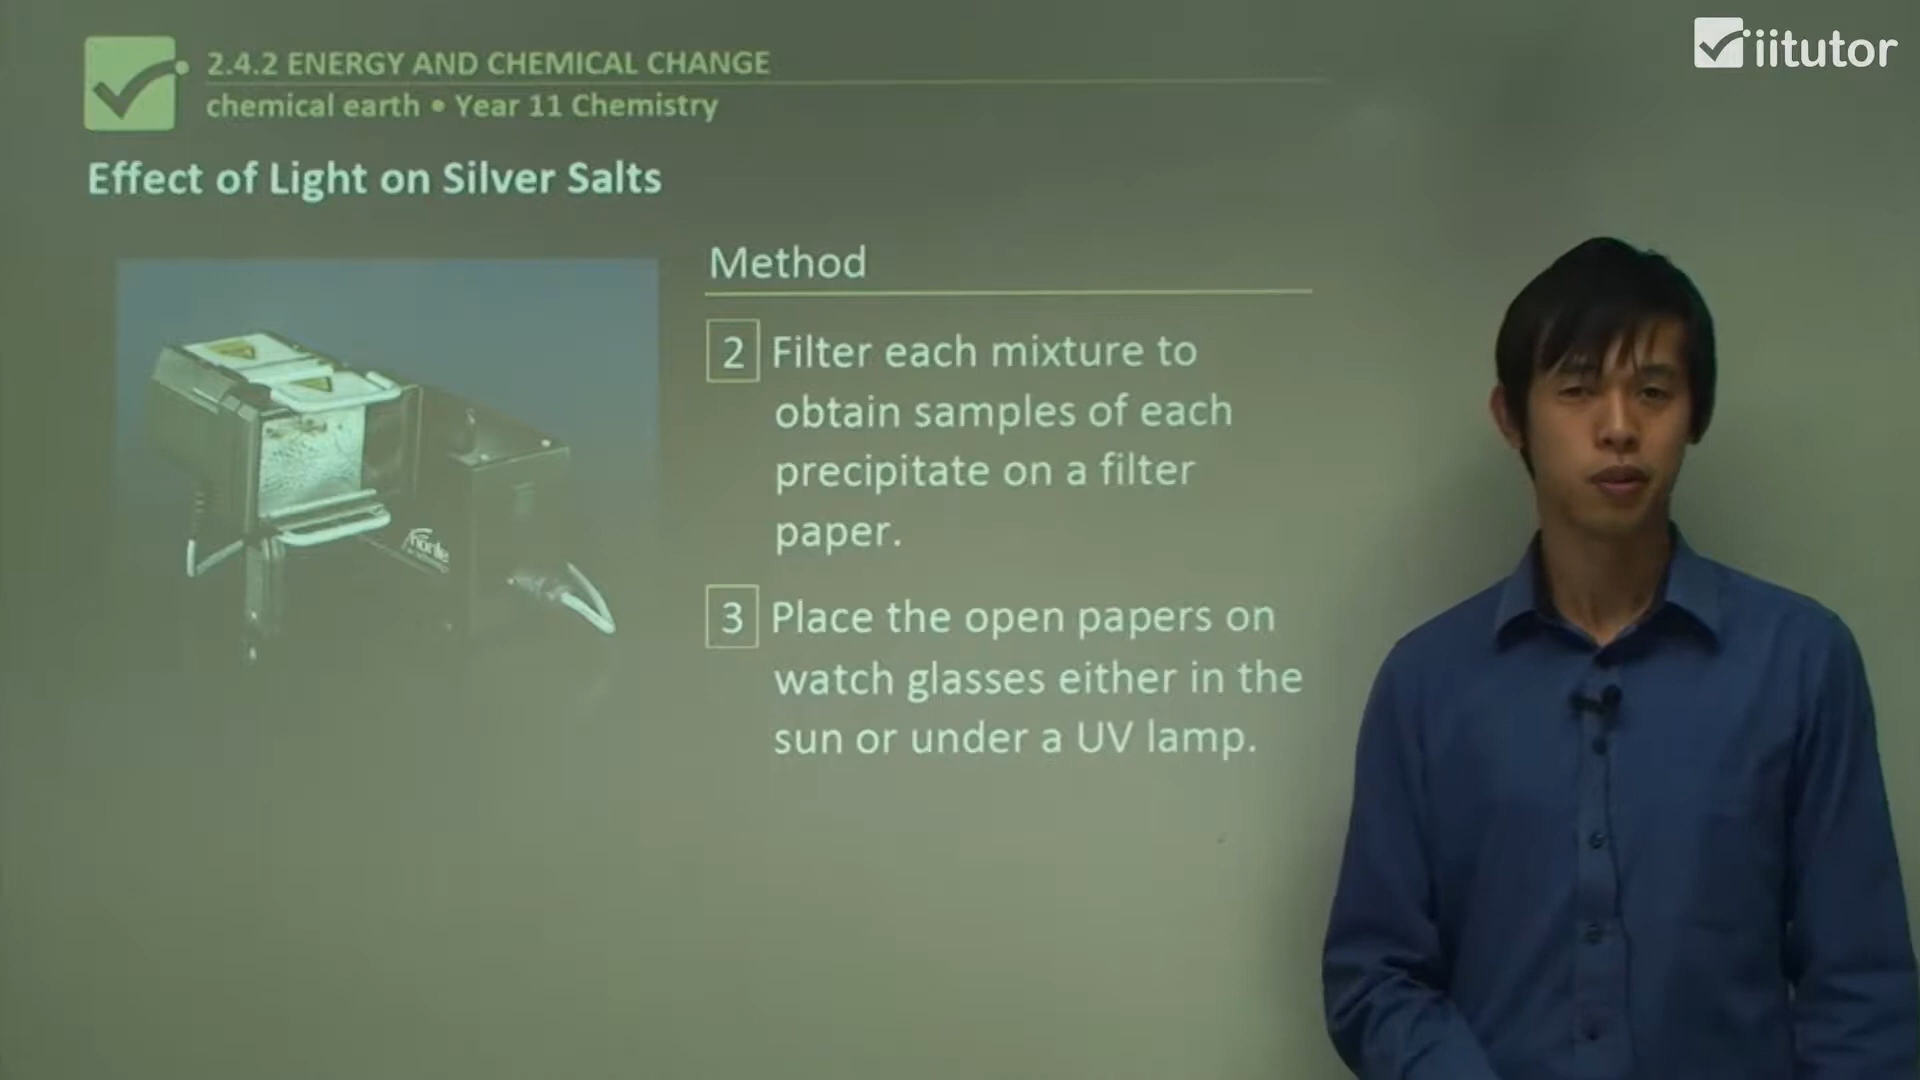 iitutor
2.4.2 ENERGY AND CHEMICAL CHANGE
chemical earth • Year 11 Chemistry
Effect of Light on Silver Salts
Method
2 Filter each mixture to
obtain samples of each
precipitate on a filter
paper.
3 Place the open papers on
watch glasses either in the
sun or under a UV lamp.